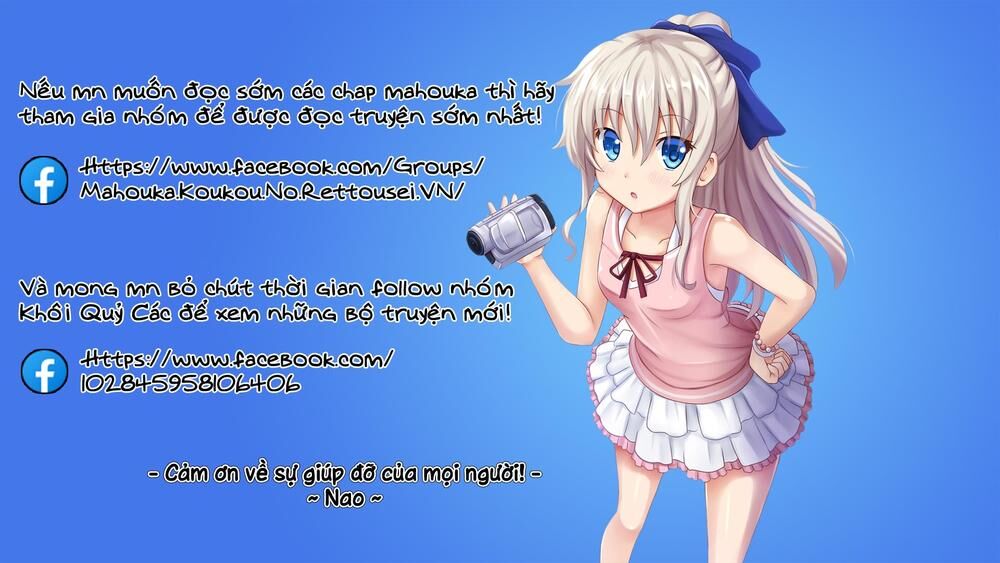 Nếu mn muốn đọc sớm các chap mahouka thì hãy
tham gia nhóm để được đọc truyện sớm nhất!
Https://www.facebook.com/Groups/
Mahouka.Koukou.No.Rettousei.VN/
Và mong mn bỏ chút thời gian follow nhóm
Khôi Quỷ Các để xem những bộ truyện mới!
Https://www.facebook.com/
102845958106406
- Cảm ơn về sự giúp đỡ của mọi người! -
~ Nao ~